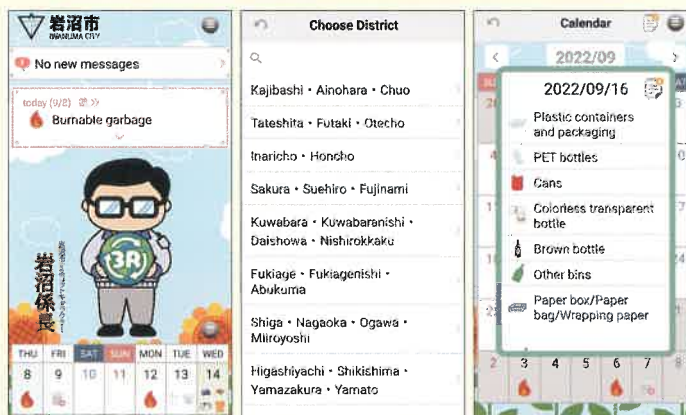 岩沼市
IWANUMA CITY
No new messages
today (9/8)
Burnable garbage
3R
岩沼係長
THU FRI SAT SUN MON TUE WED
8 9 10 11 12 13 14
Choose District
Kajibashi・Ainohara・Chuo
Tateshita・Futaki・Otecho
Inaricho・Honcho
Sakura・Suehiro・Fujinami
Kuwabara・Kuwabaranishi・
Daishowa・Nishirokkaku
Fukiage・Fukiagenishi・
Abukuma
Shiga・Nagaoka・Ogawa・
Miiroyoshi
Higashiyachi・Shikishima・
Yamazakura・Yamato
Calendar
2022/09
2022/09/16
Plastic containers
and packaging
PET bottles
Cans
Colorless transparent
bottle
Brown bottle
Other bins
Paper box/Paper
bag/Wrapping paper
2 3 4 5 6 7 8